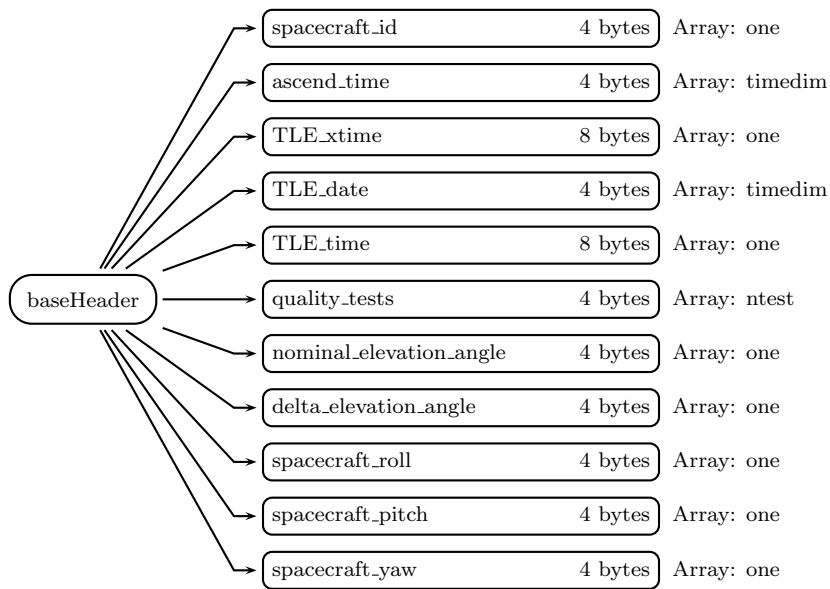 spacecraft_id 4 bytes Array: one
ascend_time 4 bytes Array: timedim
TLE_xtime 8 bytes Array: one
TLE_date 4 bytes Array: timedim
TLE_time 8 bytes Array: one
baseHeader quality_tests 4 bytes Array: ntest
nominal_elevation_angle 4 bytes Array: one
delta_elevation_angle 4 bytes Array: one
spacecraft_roll 4 bytes Array: one
spacecraft_pitch 4 bytes Array: one
spacecraft_yaw 4 bytes Array: one